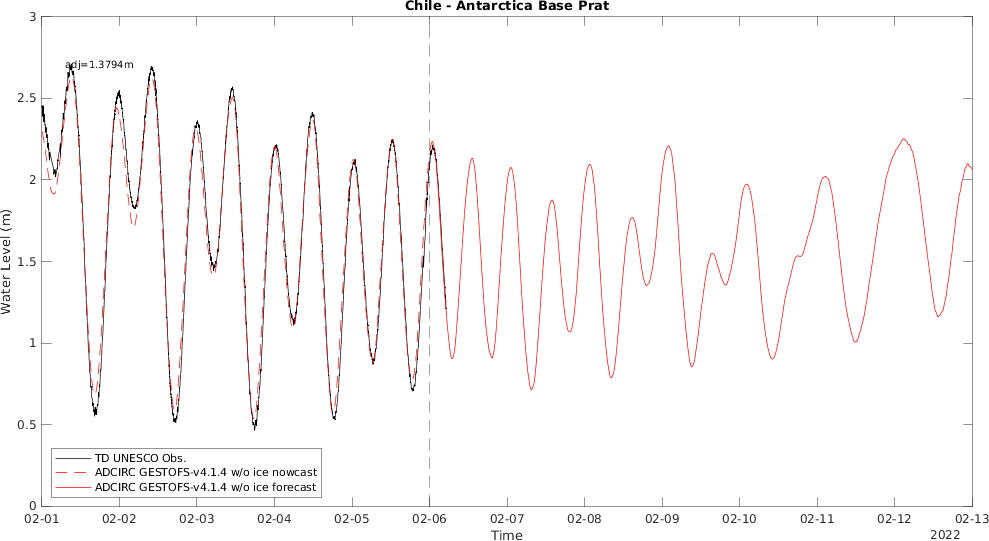 Chile - Antarctica Base Prat
3
adj=1.3794m
2.5
2
1.5
1
0.5
0
Water Level (m)
TD UNESCO Obs.
ADCIRC GESTOFS-v4.1.4 w/o ice nowcast
ADCIRC GESTOFS-v4.1.4 w/o ice forecast
02-01 02-02 02-03 02-04 02-05 02-06 02-07 02-08 02-09 02-10 02-11 02-12 02-13
Time
2022